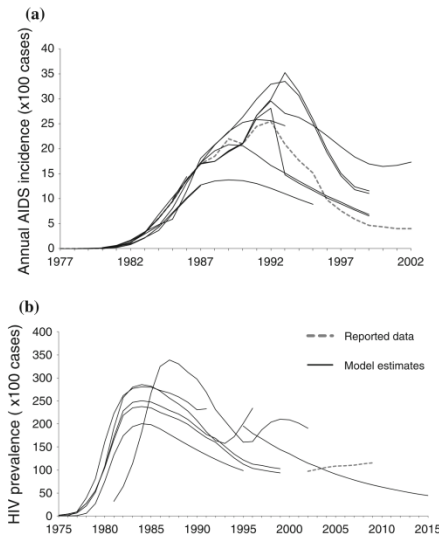 (a)
Annual AIDS incidence (x100 cases)
40
35
30
25
20
15
10
5
0
1977 1982 1987 1992 1997 2002
(b)
HIV prevalence ( x100 cases)
400
350
300
250
200
150
100
50
0
1975 1980 1985 1990 1995 2000 2005 2010 2015
Reported data
Model estimates